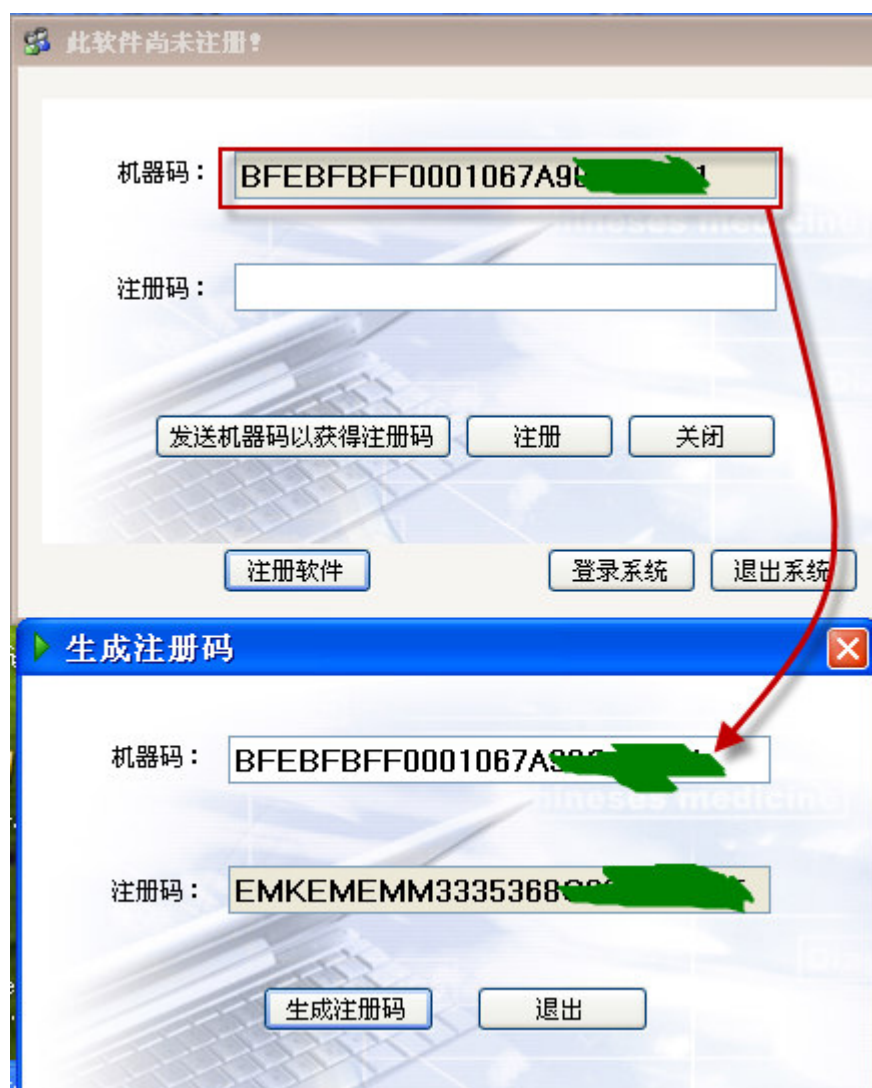 此软件尚未注册!
机器码: BFEBFBFF0001067A9
注册码:
发送机器码以获得注册码 注册 关闭
注册软件 登录系统 退出系统
生成注册码
机器码: BFEBFBFF0001067A
注册码: EMKEMEMM3335368
生成注册码 退出